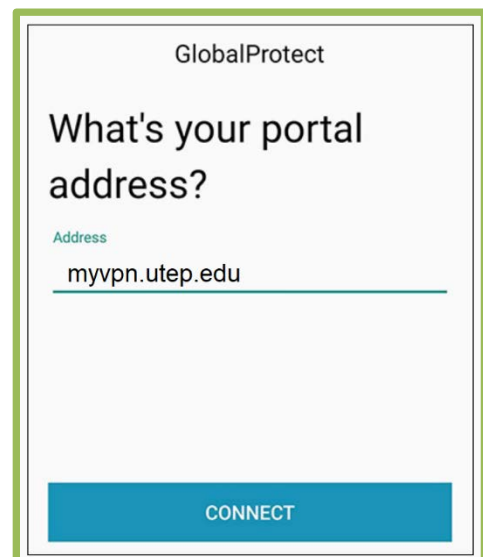 GlobalProtect
What's your portal
address?
Address
myvpn.utep.edu
CONNECT